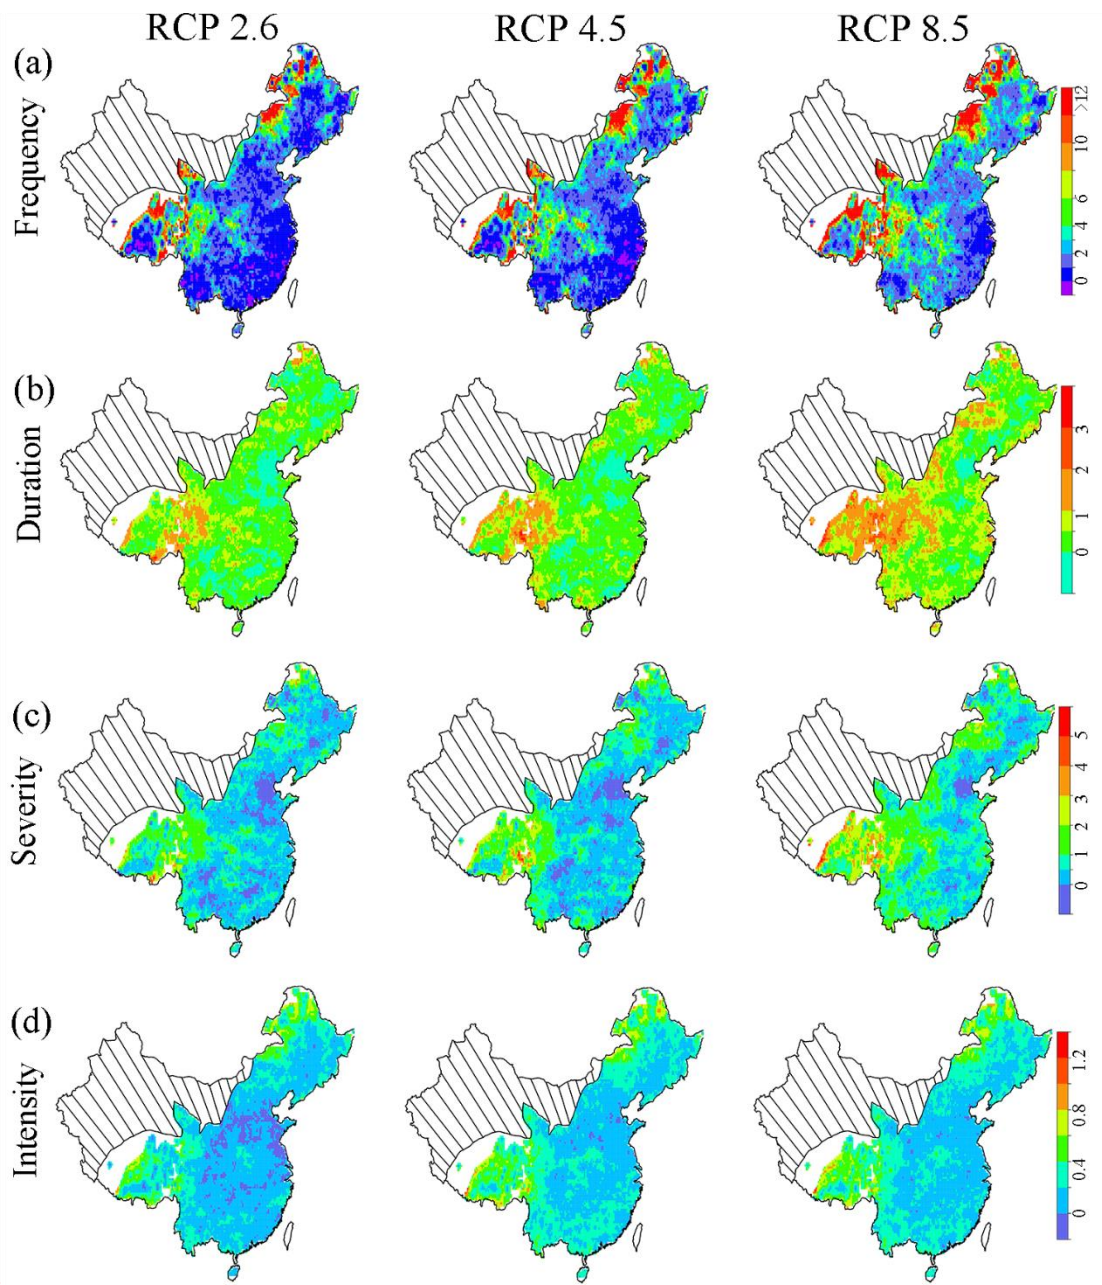 RCP 2.6 RCP 4.5 RCP 8.5
(a)
Frequency
0 2 4 6 10 >12
(b)
Duration
0 1 2 3
(c)
Severity
0 1 2 3 4 5
(d)
Intensity
0 0.4 0.8 1.2